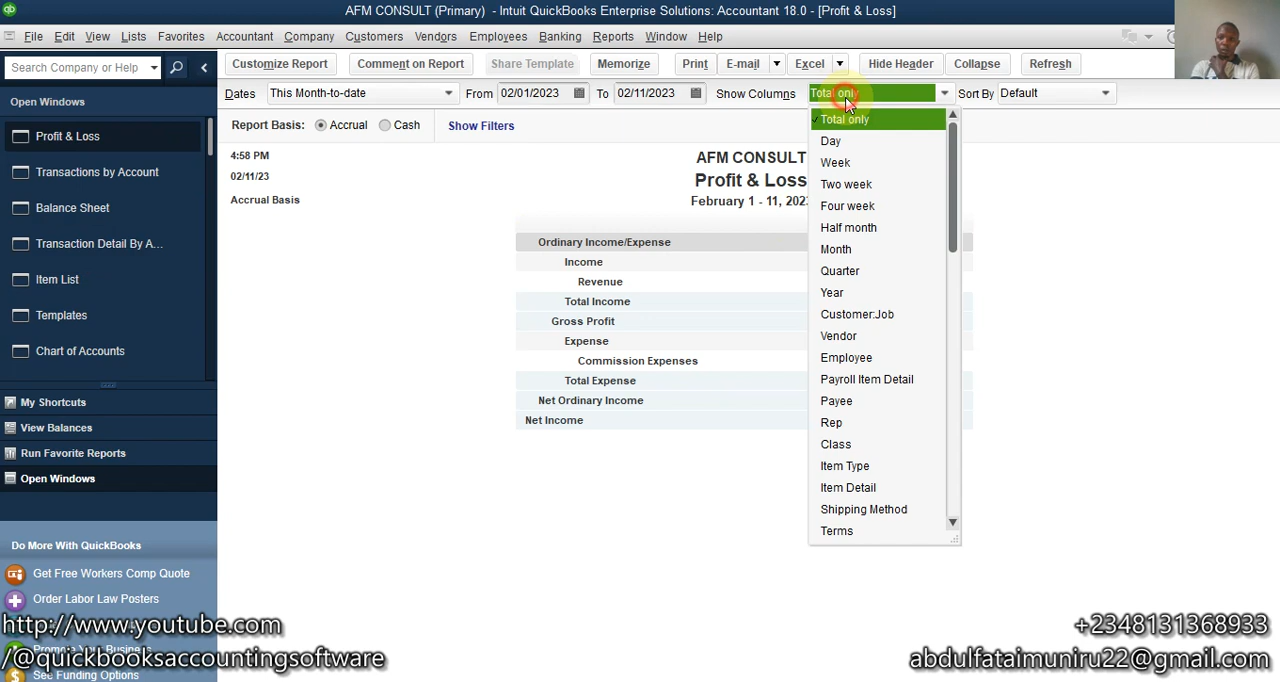 AFM CONSULT (Primary) - Intuit QuickBooks Enterprise Solutions: Accountant 18.0 - [Profit & Loss]
File Edit View Lists Favorites Accountant Company Customers Vendors Employees Banking Reports Window Help
Search Company or Help
Customize Report Comment on Report Share Template Memorize Print E-mail Excel Hide Header Collapse Refresh
Dates This Month-to-date From 02/01/2023 To 02/11/2023 Show Columns Total only Sort By Default
Report Basis: Accrual Cash Show Filters
Open Windows
Profit & Loss
Transactions by Account
Balance Sheet
Transaction Detail By A...
Item List
Templates
Chart of Accounts
My Shortcuts
View Balances
Run Favorite Reports
Open Windows
Do More With QuickBooks
Get Free Workers Comp Quote
Order Labor Law Posters
See Funding Options
4:58 PM
02/11/23
Accrual Basis
AFM CONSULT
Profit & Loss
February 1 - 11, 202
Ordinary Income/Expense
Income
Revenue
Total Income
Gross Profit
Expense
Commission Expenses
Total Expense
Net Ordinary Income
Net Income
Total only
Day
Week
Two week
Four week
Half month
Month
Quarter
Year
Customer:Job
Vendor
Employee
Payroll Item Detail
Payee
Rep
Class
Item Type
Item Detail
Shipping Method
Terms
http://www.youtube.com
/@quickbooksaccountingsoftware
+2348131368933
abdulfataimuniru22@gmail.com